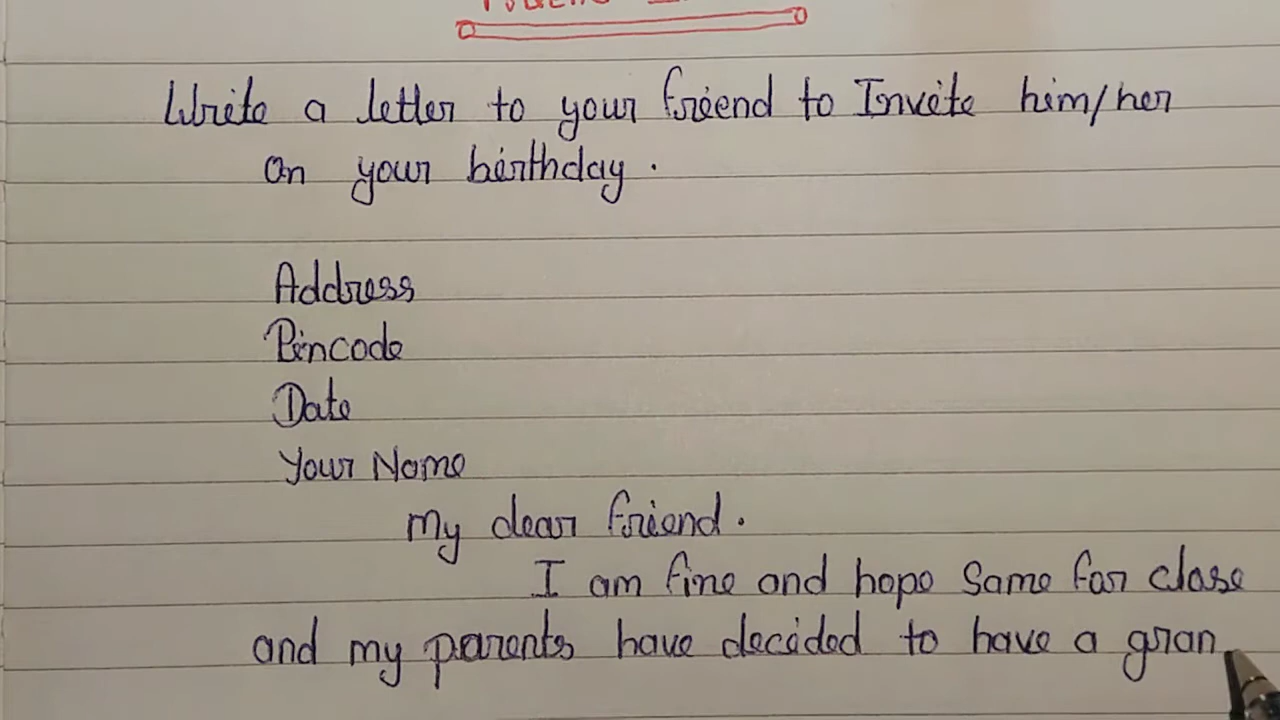 Write a letter to your friend to Invite him/her
on your birthday.
Address
Pincode
Date
Your Name
My dear friend.
I am fine and hope Same for close
and my parents have decided to have a gran